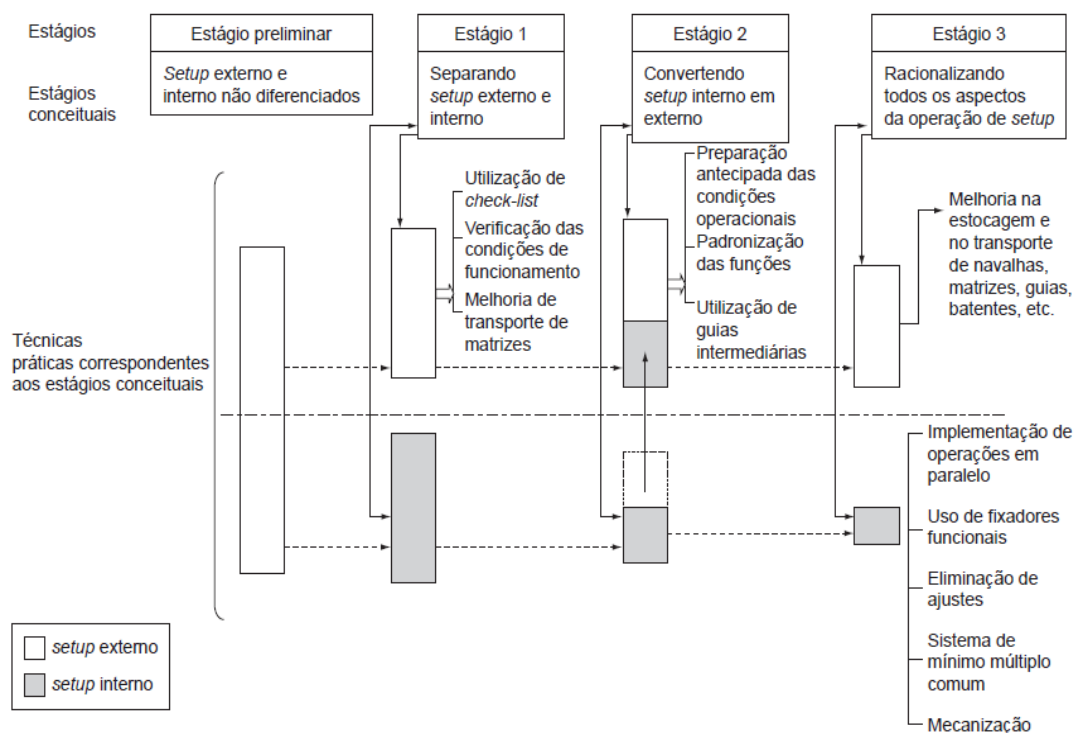 Estágios
Estágio preliminar
Estágio 1
Estágio 2
Estágio 3
Estágios
conceituais
Setup externo e
interno não diferenciados
Separando
setup externo e
interno
Convertendo
setup interno em
externo
Racionalizando
todos os aspectos
da operação de setup
Técnicas
práticas correspondentes
aos estágios conceituais
Utilização de
check-list
Verificação das
condições de
funcionamento
Melhoria de
transporte de
matrizes
Preparação
antecipada das
condições
operacionais
Padronização
das funções
Utilização de
guias
intermediárias
Melhoria na
estocagem e
no transporte
de navalhas,
matrizes, guias,
batentes, etc.
Implementação de
operações em
paralelo
Uso de fixadores
funcionais
Eliminação de
ajustes
Sistema de
mínimo múltiplo
comum
Mecanização
setup externo
setup interno